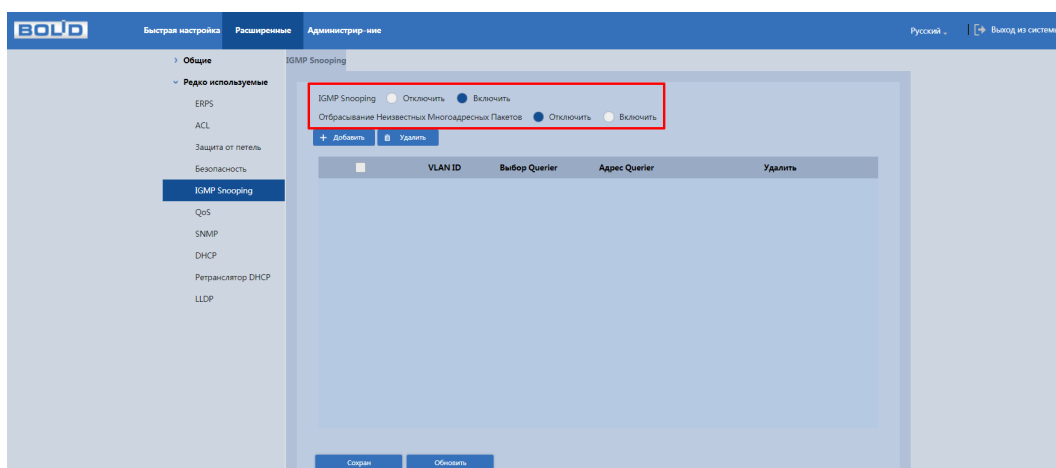 BOLID Быстрая настройка Расширенные Администрир-ние Русский Выход из систем
Общие
IGMP Snooping
Редко используемые
ERPS
ACL
Защита от петель
Безопасность
IGMP Snooping
QoS
SNMP
DHCP
Ретранслятор DHCP
LLDP
IGMP Snooping Отключить Включить
Отбрасывание Неизвестных Многоадресных Пакетов Отключить Включить
+ Добавить Удалить
VLAN ID Выбор Querier Адрес Querier Удалить
Сохран Обновить